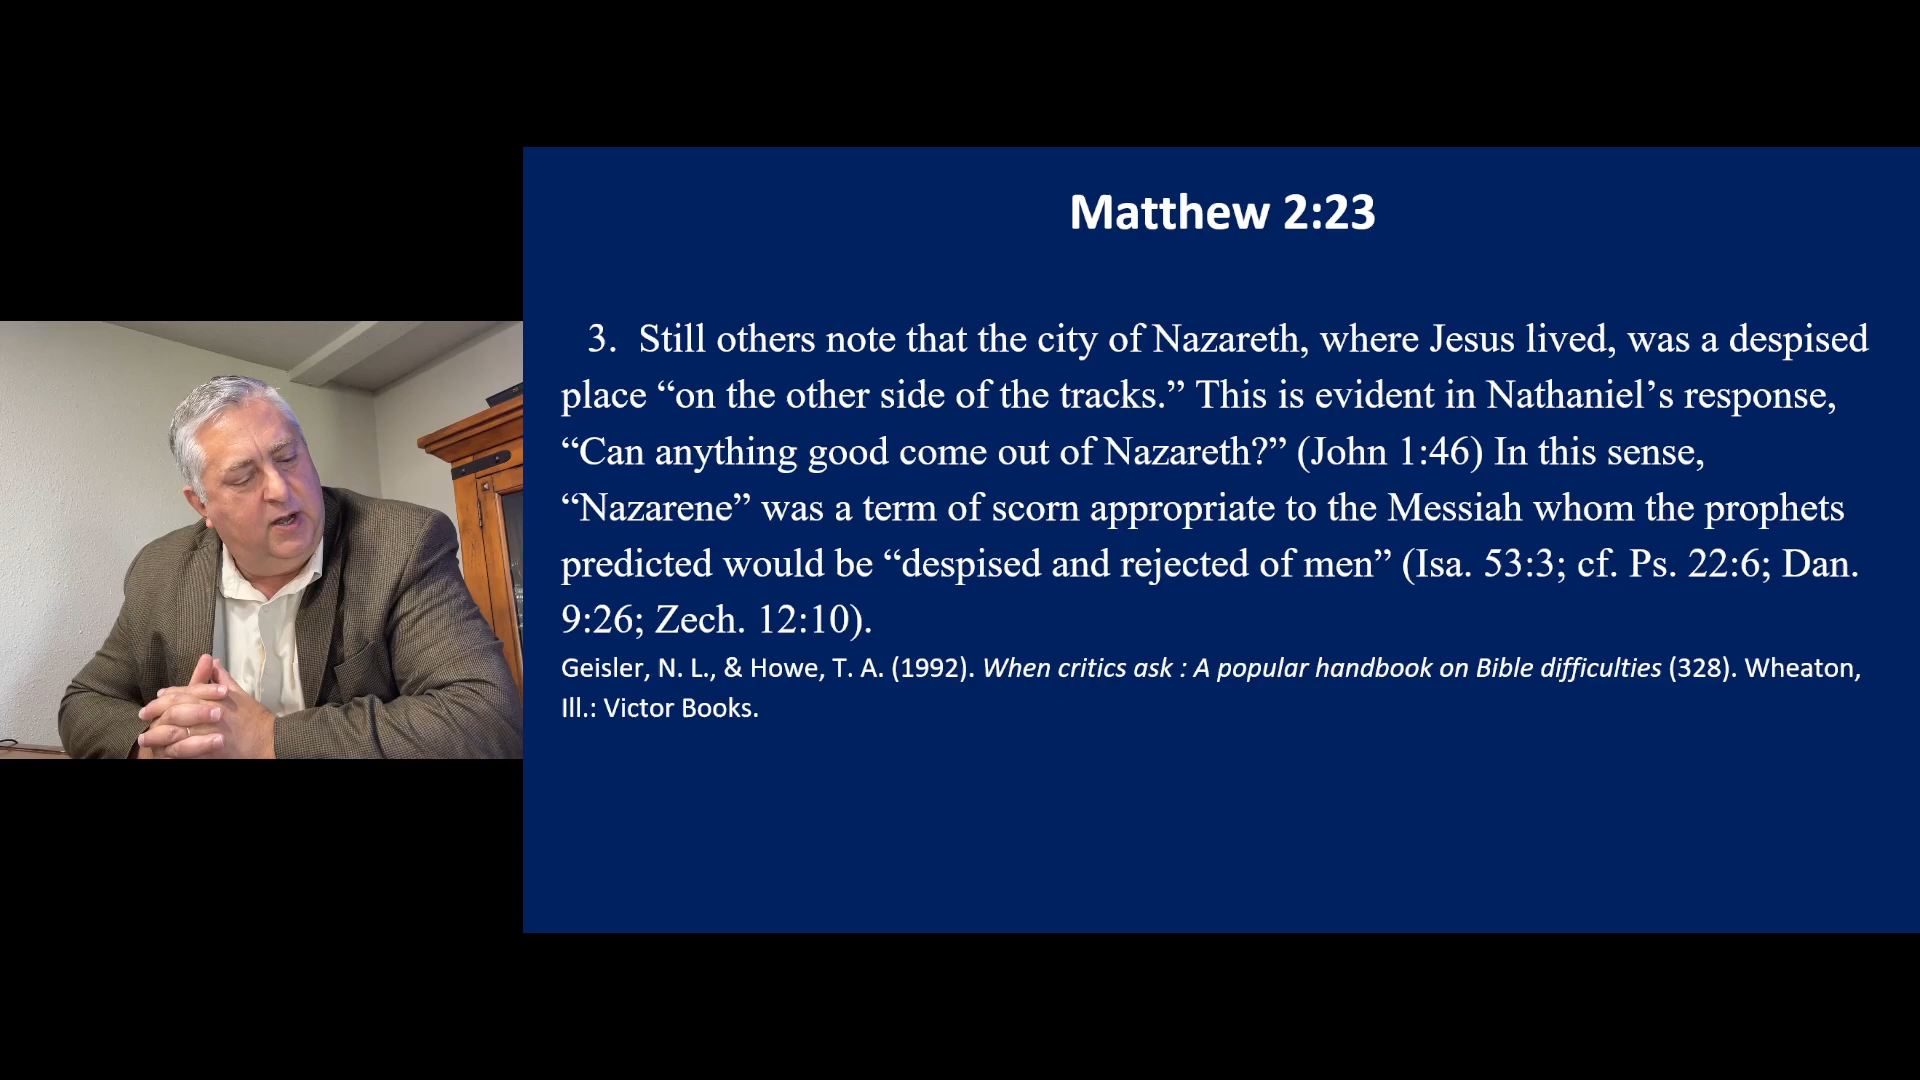 Matthew 2:23
3. Still others note that the city of Nazareth, where Jesus lived, was a despised
place “on the other side of the tracks.” This is evident in Nathaniel’s response,
“Can anything good come out of Nazareth?” (John 1:46) In this sense,
“Nazarene” was a term of scorn appropriate to the Messiah whom the prophets
predicted would be “despised and rejected of men” (Isa. 53:3; cf. Ps. 22:6; Dan.
9:26; Zech. 12:10).
Geisler, N. L., & Howe, T. A. (1992). When critics ask : A popular handbook on Bible difficulties (328). Wheaton,
Ill.: Victor Books.